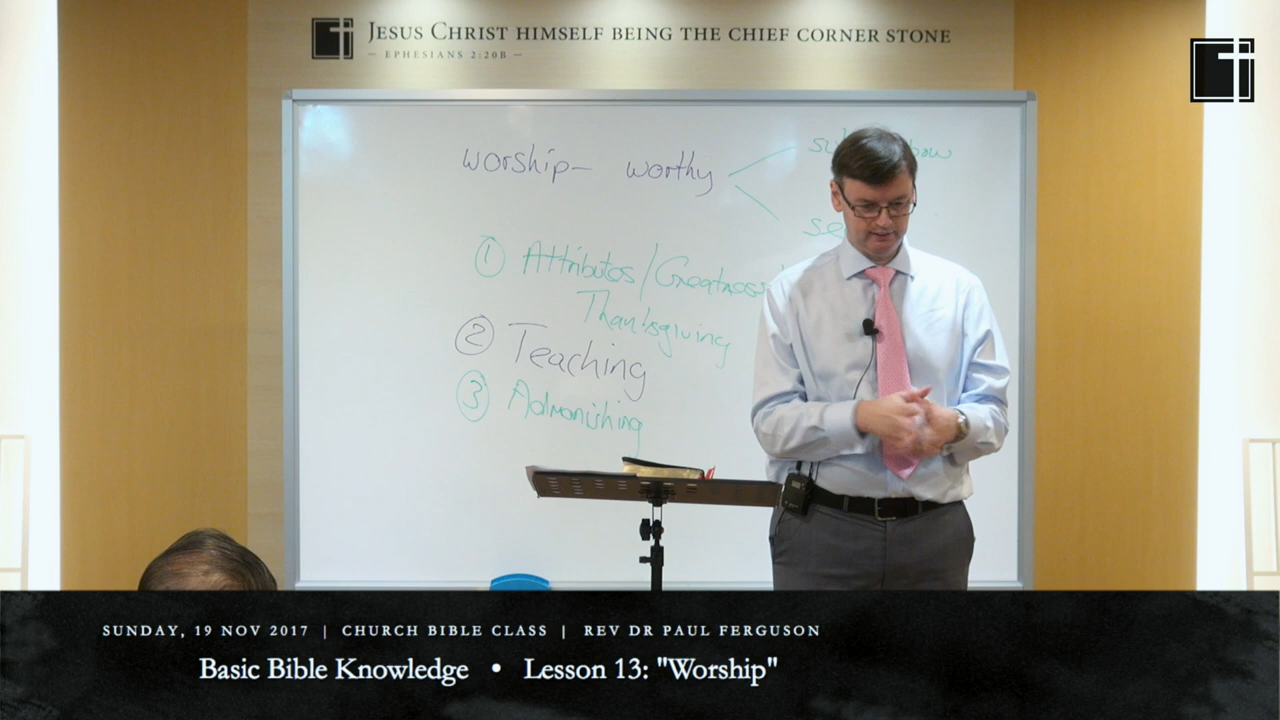 JESUS CHRIST HIMSELF BEING THE CHIEF CORNER STONE
— EPHESIANS 2:20B —
worship- worthy
bow
① Attributes/Greatness
Thanksgiving
② Teaching
③ Admonishing
SUNDAY, 19 NOV 2017 | CHURCH BIBLE CLASS | REV DR PAUL FERGUSON
Basic Bible Knowledge • Lesson 13: "Worship"